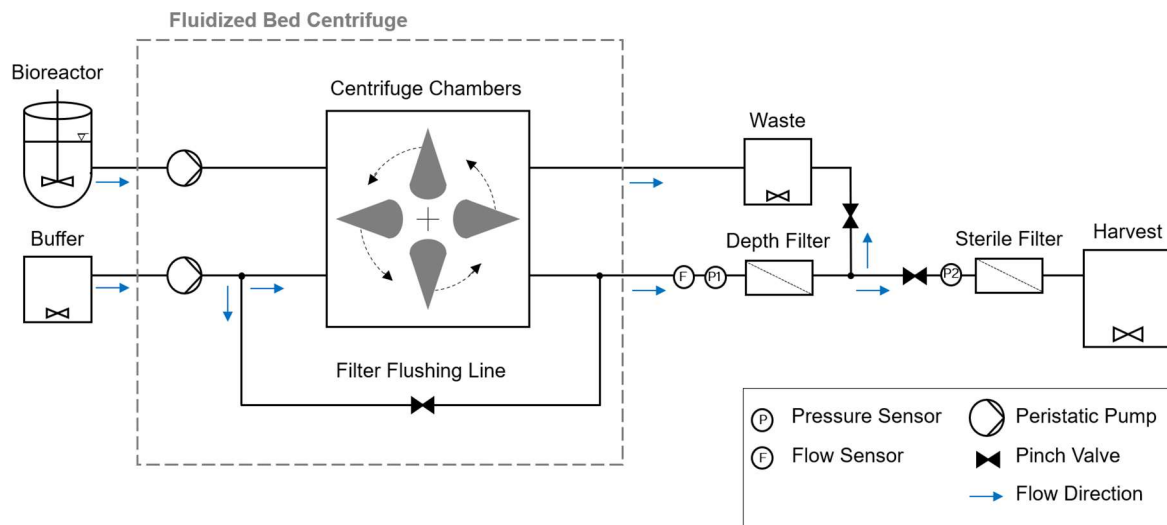 Fluidized Bed Centrifuge
Bioreactor
Centrifuge Chambers
Waste
Buffer
Depth Filter
Sterile Filter
Harvest
F
P1
P2
Filter Flushing Line
P Pressure Sensor
Peristatic Pump
F Flow Sensor
Pinch Valve
Flow Direction